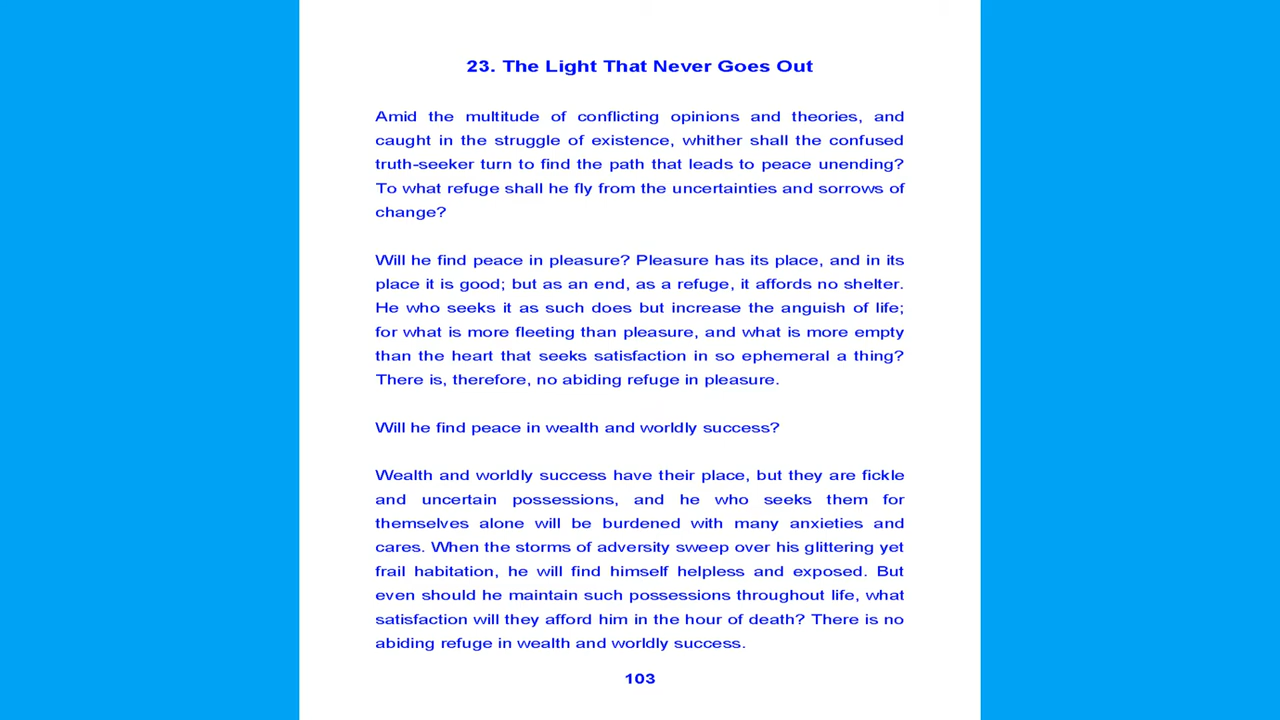 23. The Light That Never Goes Out
Amid the multitude of conflicting opinions and theories, and
caught in the struggle of existence, whither shall the confused
truth-seeker turn to find the path that leads to peace unending?
To what refuge shall he fly from the uncertainties and sorrows of
change?
Will he find peace in pleasure? Pleasure has its place, and in its
place it is good; but as an end, as a refuge, it affords no shelter.
He who seeks it as such does but increase the anguish of life;
for what is more fleeting than pleasure, and what is more empty
than the heart that seeks satisfaction in so ephemeral a thing?
There is, therefore, no abiding refuge in pleasure.
Will he find peace in wealth and worldly success?
Wealth and worldly success have their place, but they are fickle
and uncertain possessions, and he who seeks them for
themselves alone will be burdened with many anxieties and
cares. When the storms of adversity sweep over his glittering yet
frail habitation, he will find himself helpless and exposed. But
even should he maintain such possessions throughout life, what
satisfaction will they afford him in the hour of death? There is no
abiding refuge in wealth and worldly success.
103